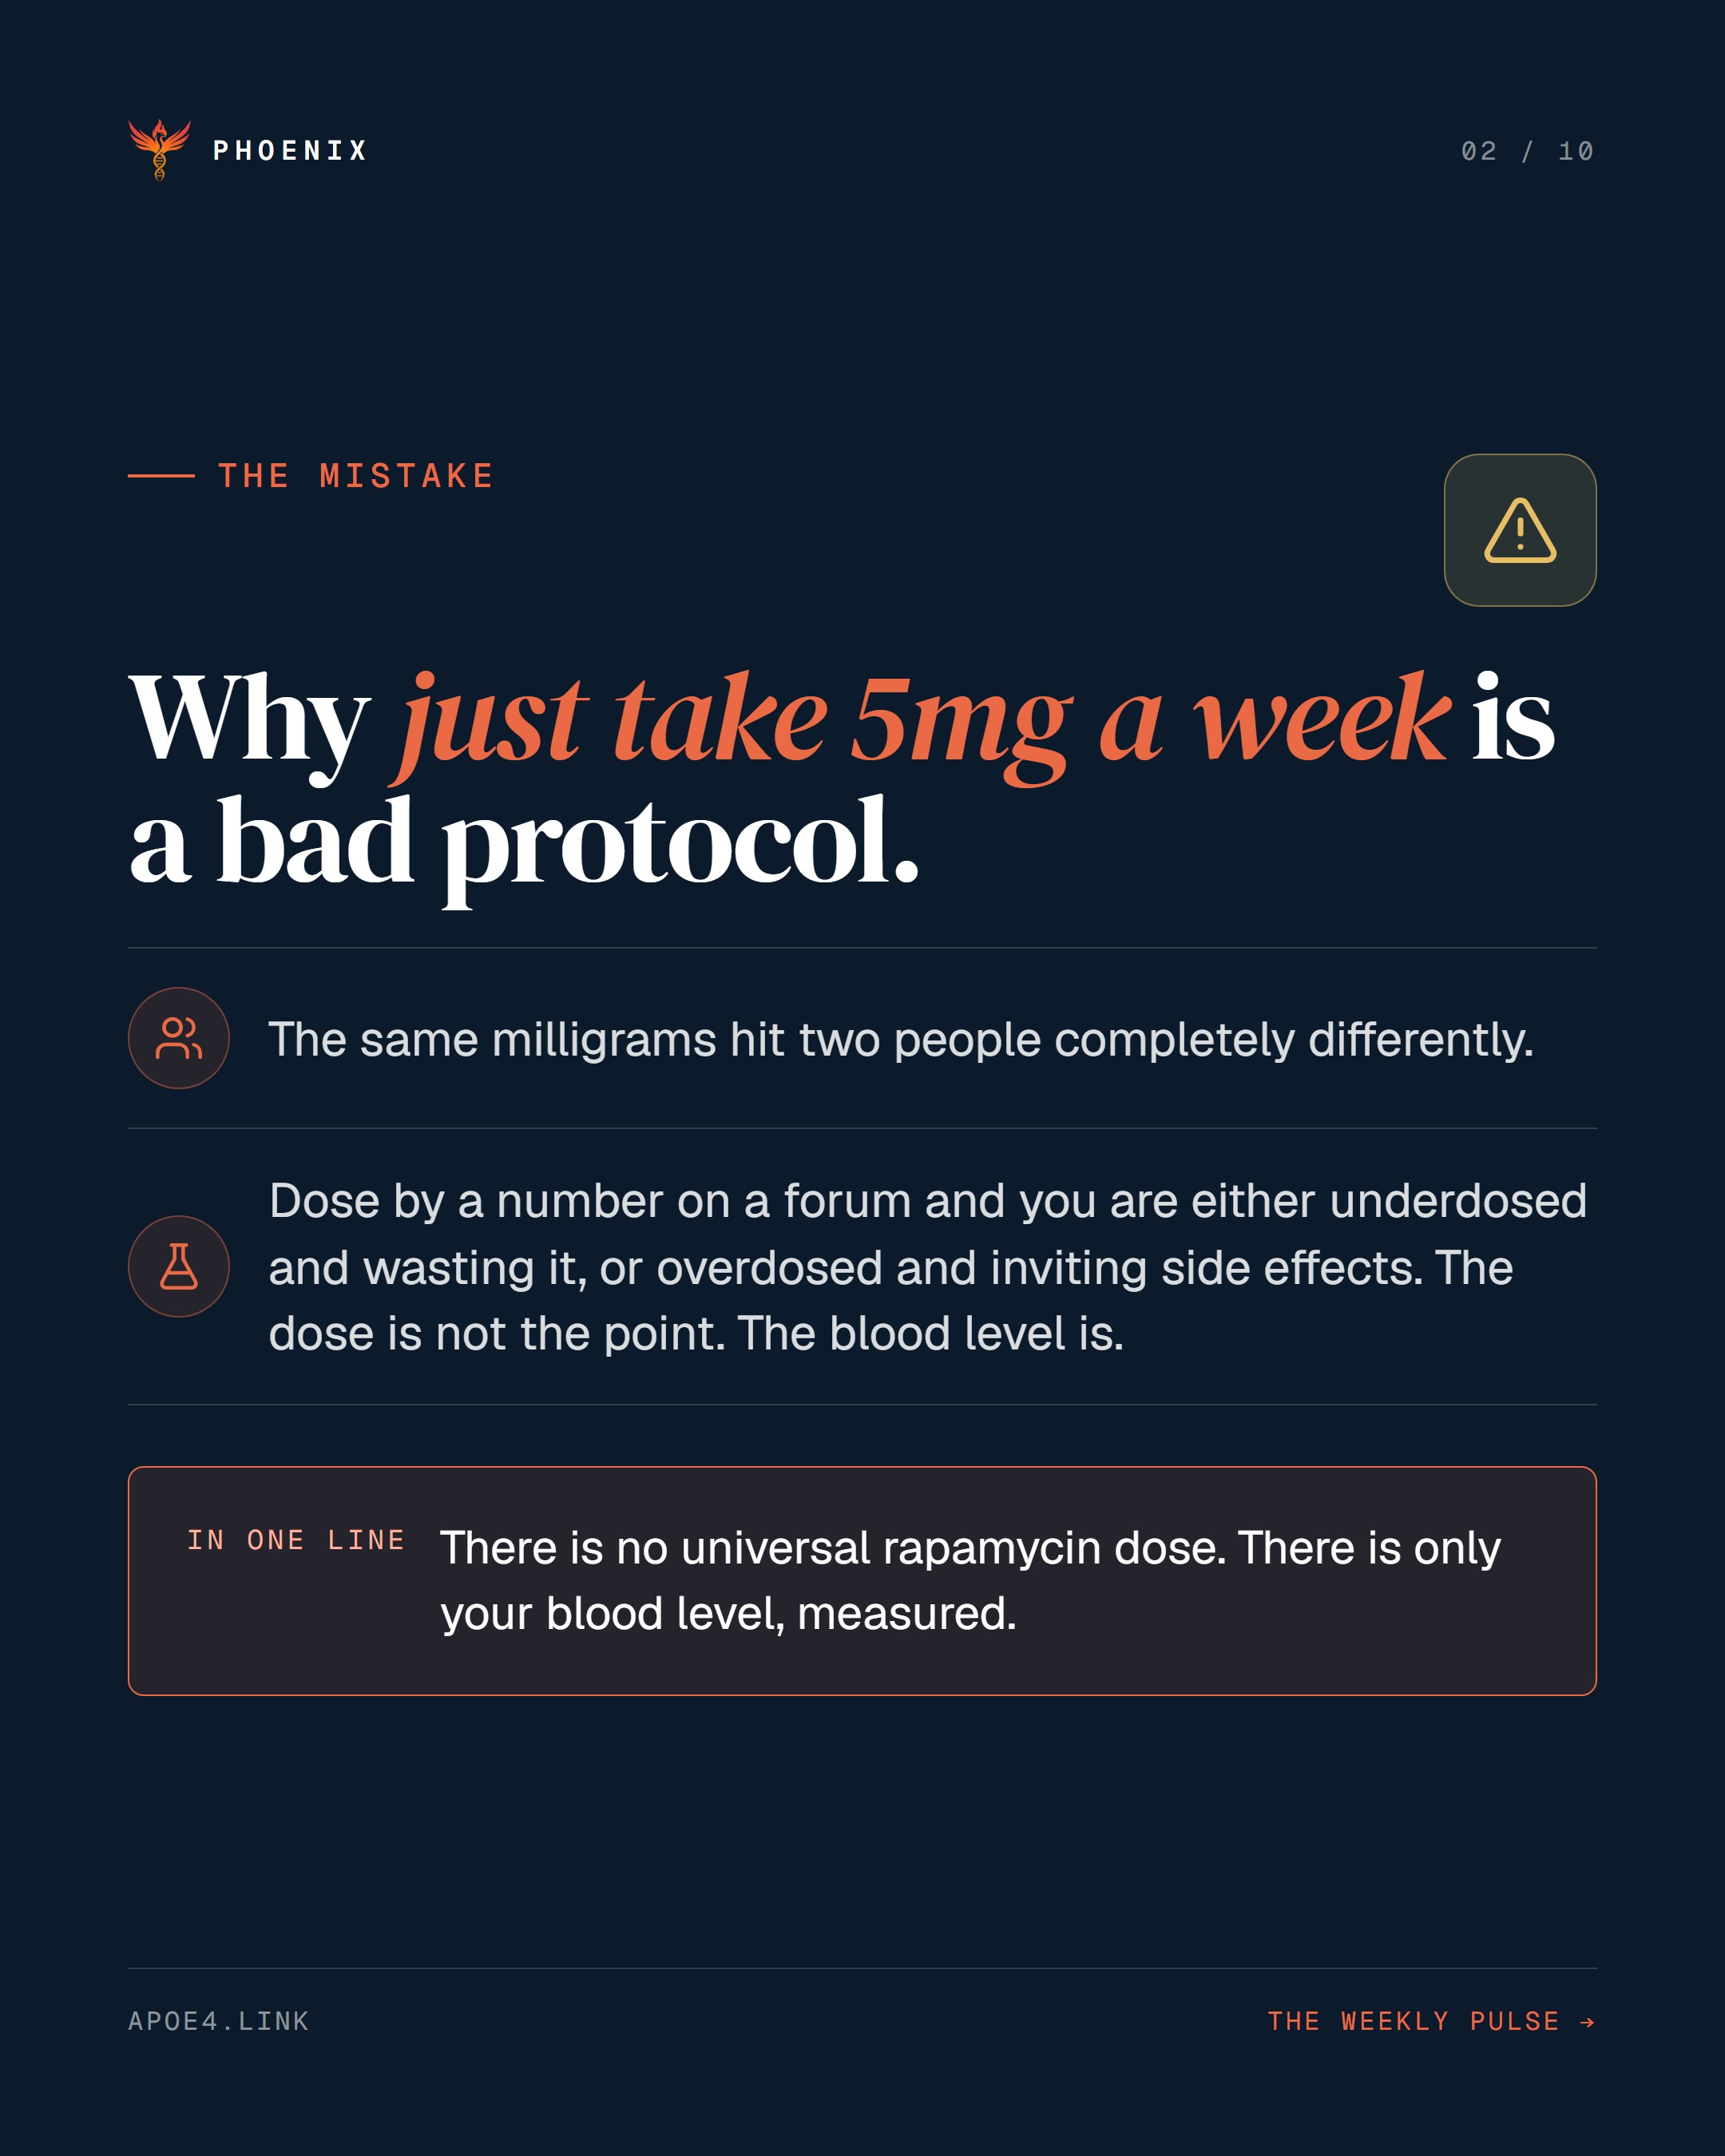 PHOENIX
02 / 10
THE MISTAKE
Why just take 5mg a week is
a bad protocol.
The same milligrams hit two people completely differently.
Dose by a number on a forum and you are either underdosed
and wasting it, or overdosed and inviting side effects. The
dose is not the point. The blood level is.
IN ONE LINE
There is no universal rapamycin dose. There is only
your blood level, measured.
APOE4.LINK
THE WEEKLY PULSE →